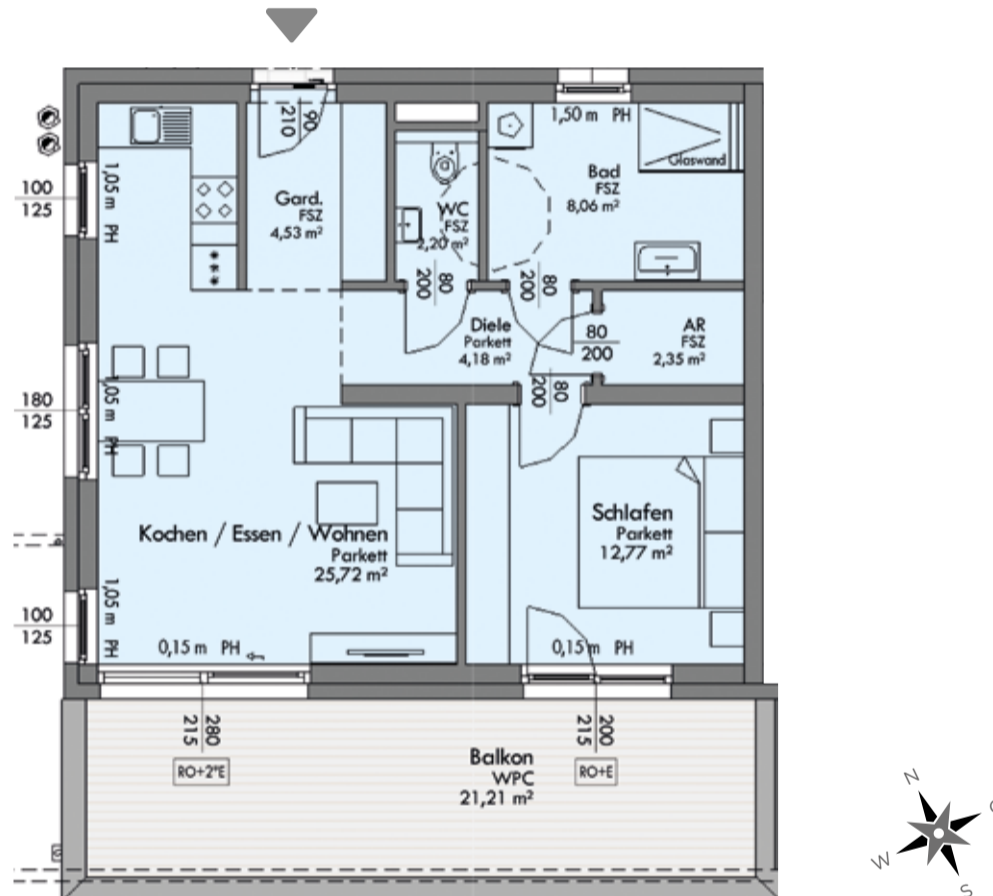 90
210
1,50 m PH
Glaswand
Bad
FSZ
8,06 m²
100
125
1,05 m PH
Gard.
FSZ
4,53 m²
WC
FSZ
2,20 m²
80
200
80
200
Diele
Parkett
4,18 m²
80
200
AR
FSZ
2,35 m²
80
200
180
125
1,05 m PH
Kochen / Essen / Wohnen
Parkett
25,72 m²
Schlafen
Parkett
12,77 m²
100
125
1,05 m PH
0,15 m PH
0,15 m PH
280
215
RO+2*E
200
215
RO+E
Balkon
WPC
21,21 m²
N
W
S